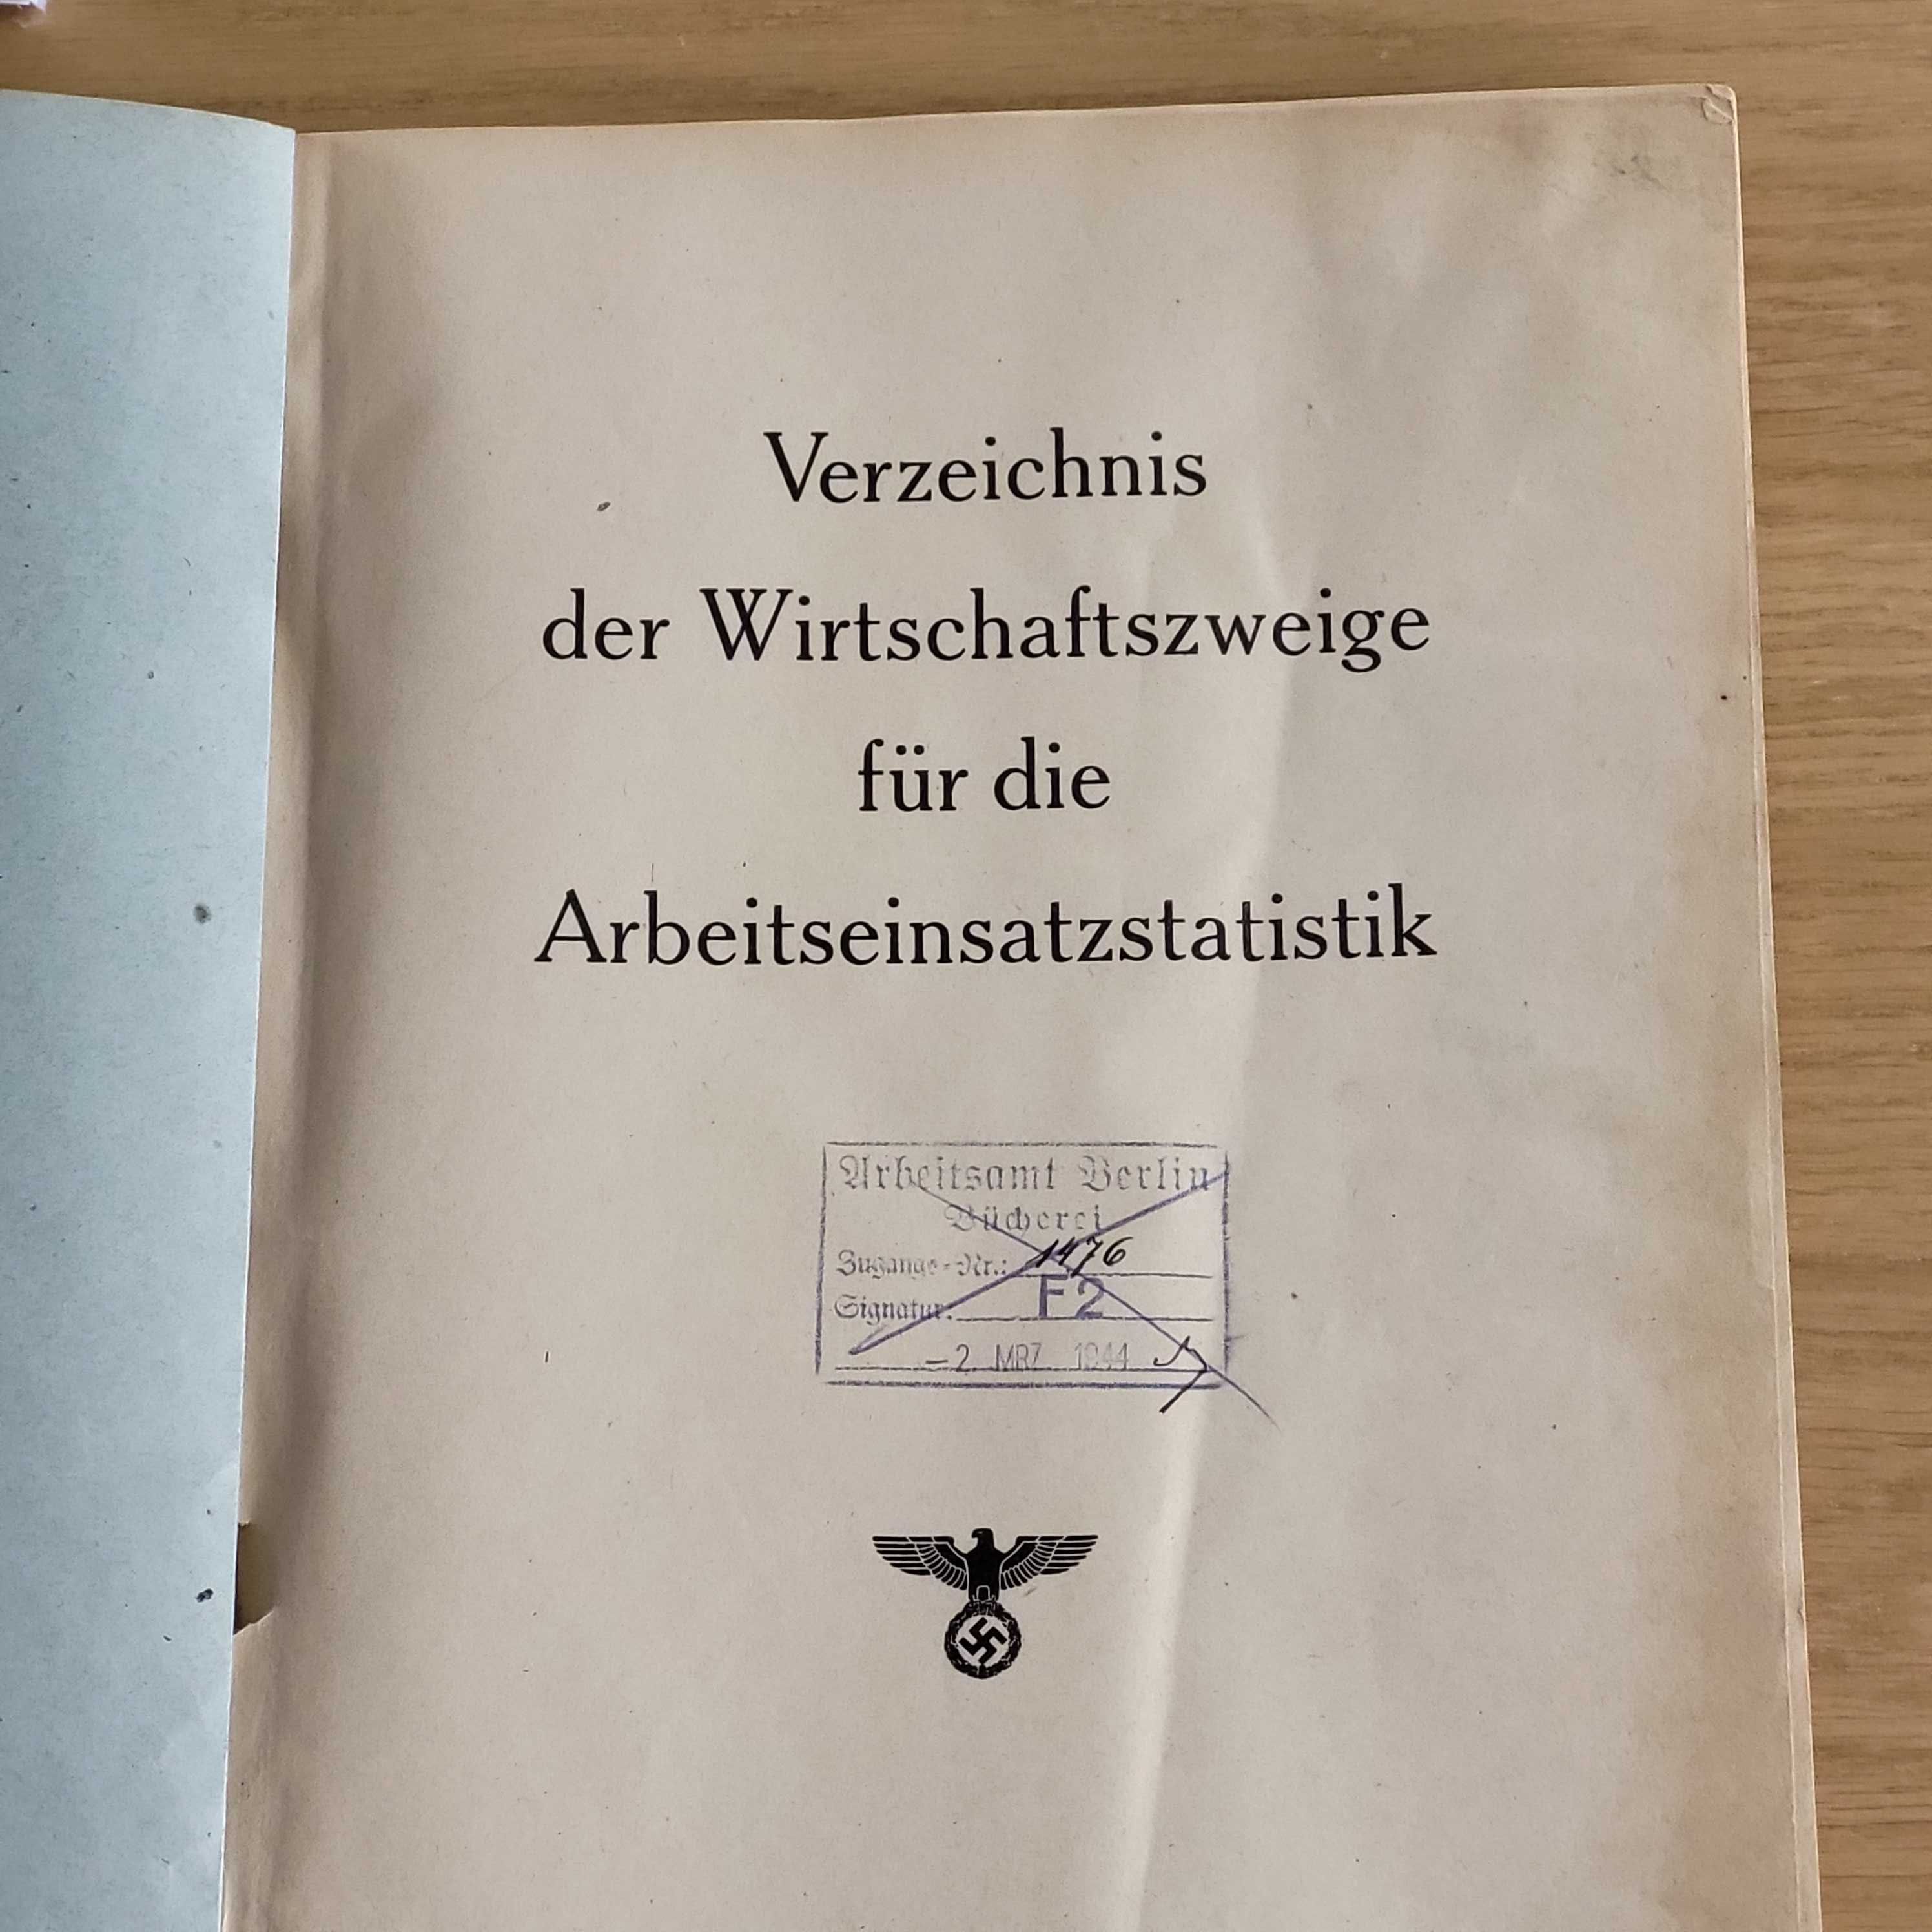 Verzeichnis
der Wirtschaftszweige
für die
Arbeitseinsatzstatistik
Arbeitsamt Berlin
Bücherei
Zugangs-Nr.: 1476
Signatur: F2
-2. MRZ. 1944